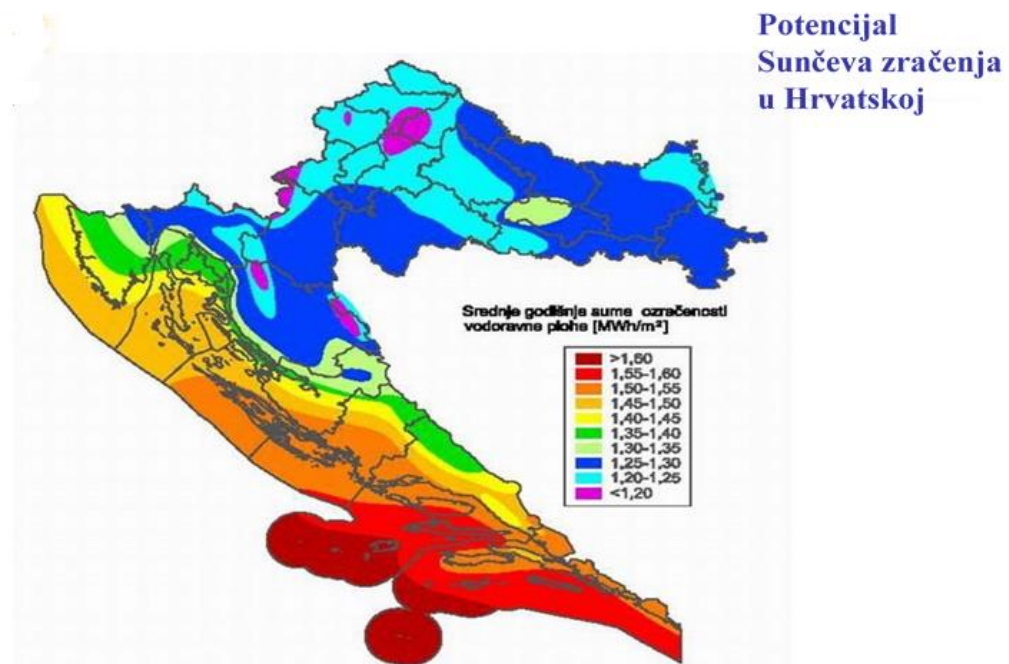 Potencijal
Sunčeva zračenja
u Hrvatskoj
Srednje godišnje sume ozračenosti
vodoravne plohe [MWh/m²]
>1,60
1,55-1,60
1,50-1,55
1,45-1,50
1,40-1,45
1,35-1,40
1,30-1,35
1,25-1,30
1,20-1,25
<1,20